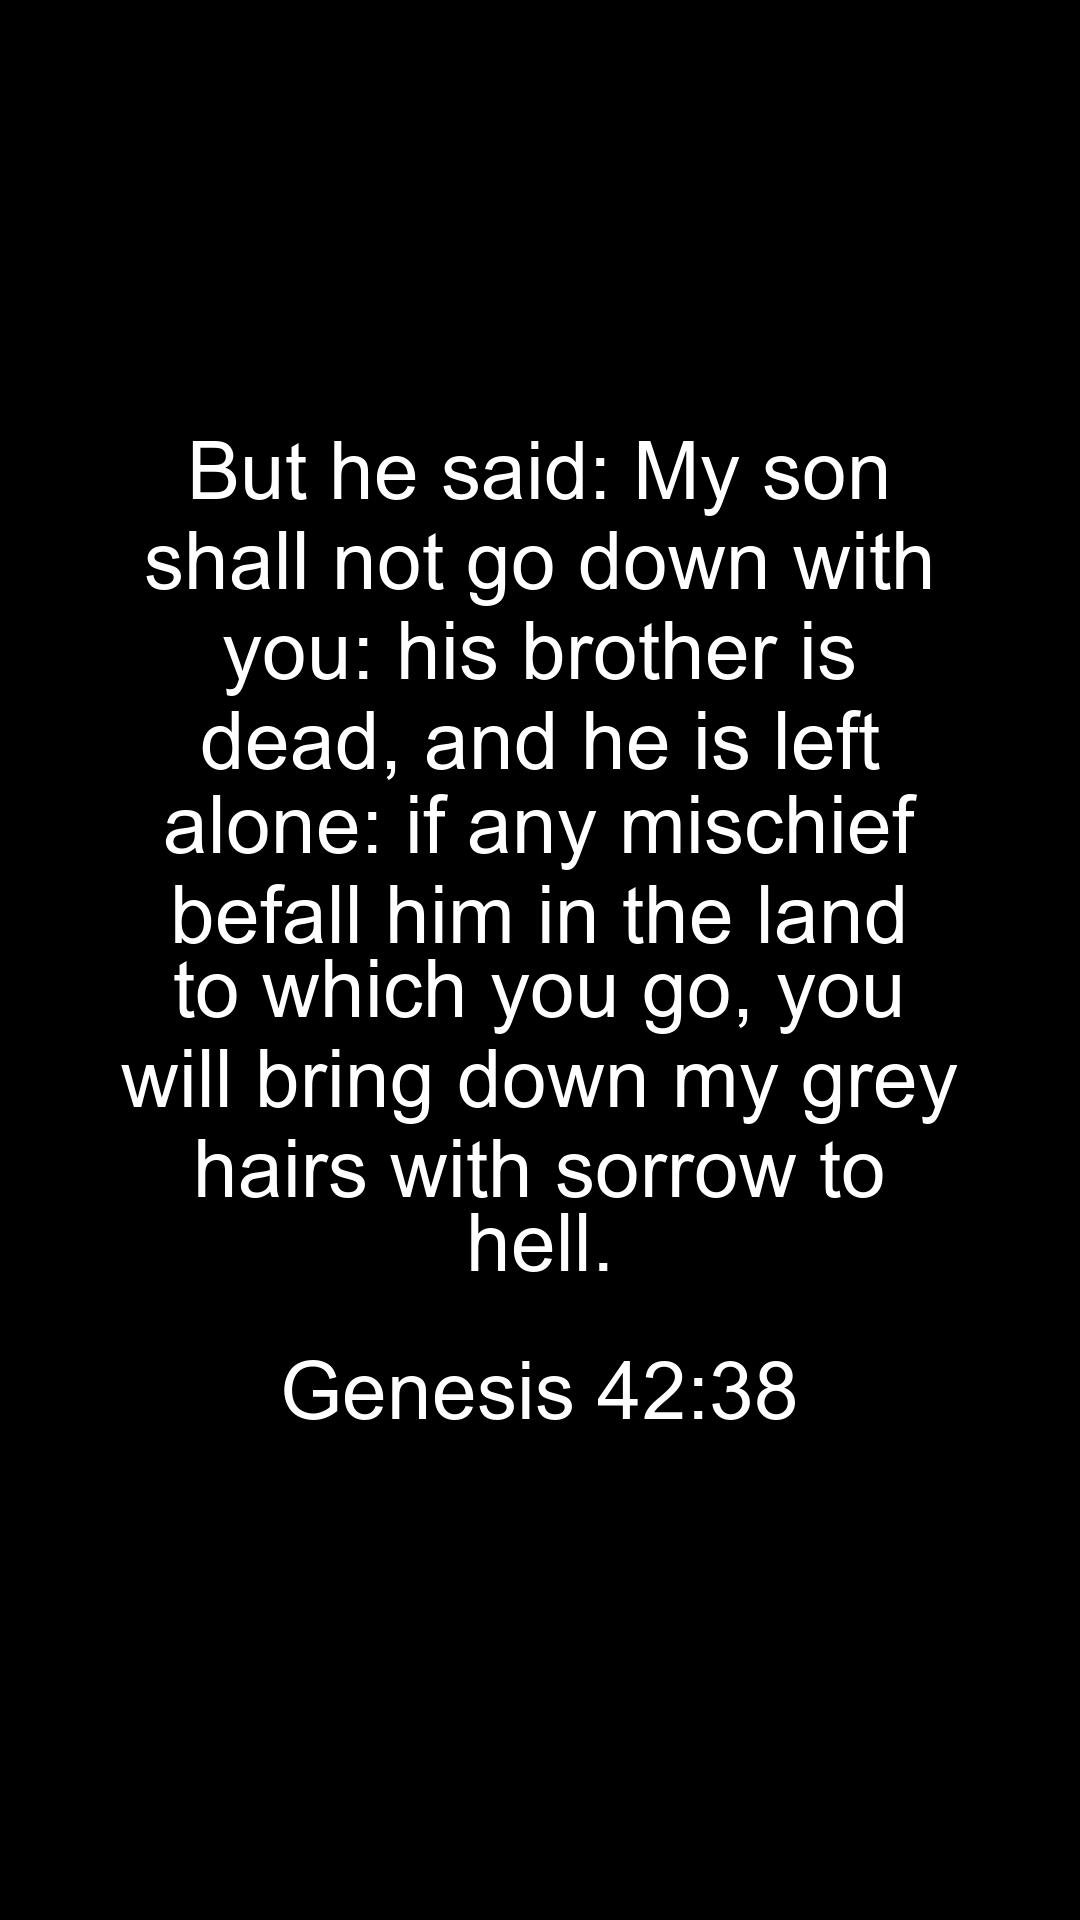 But he said: My son
shall not go down with
you: his brother is
dead, and he is left
alone: if any mischief
befall him in the land
to which you go, you
will bring down my grey
hairs with sorrow to
hell.
Genesis 42:38